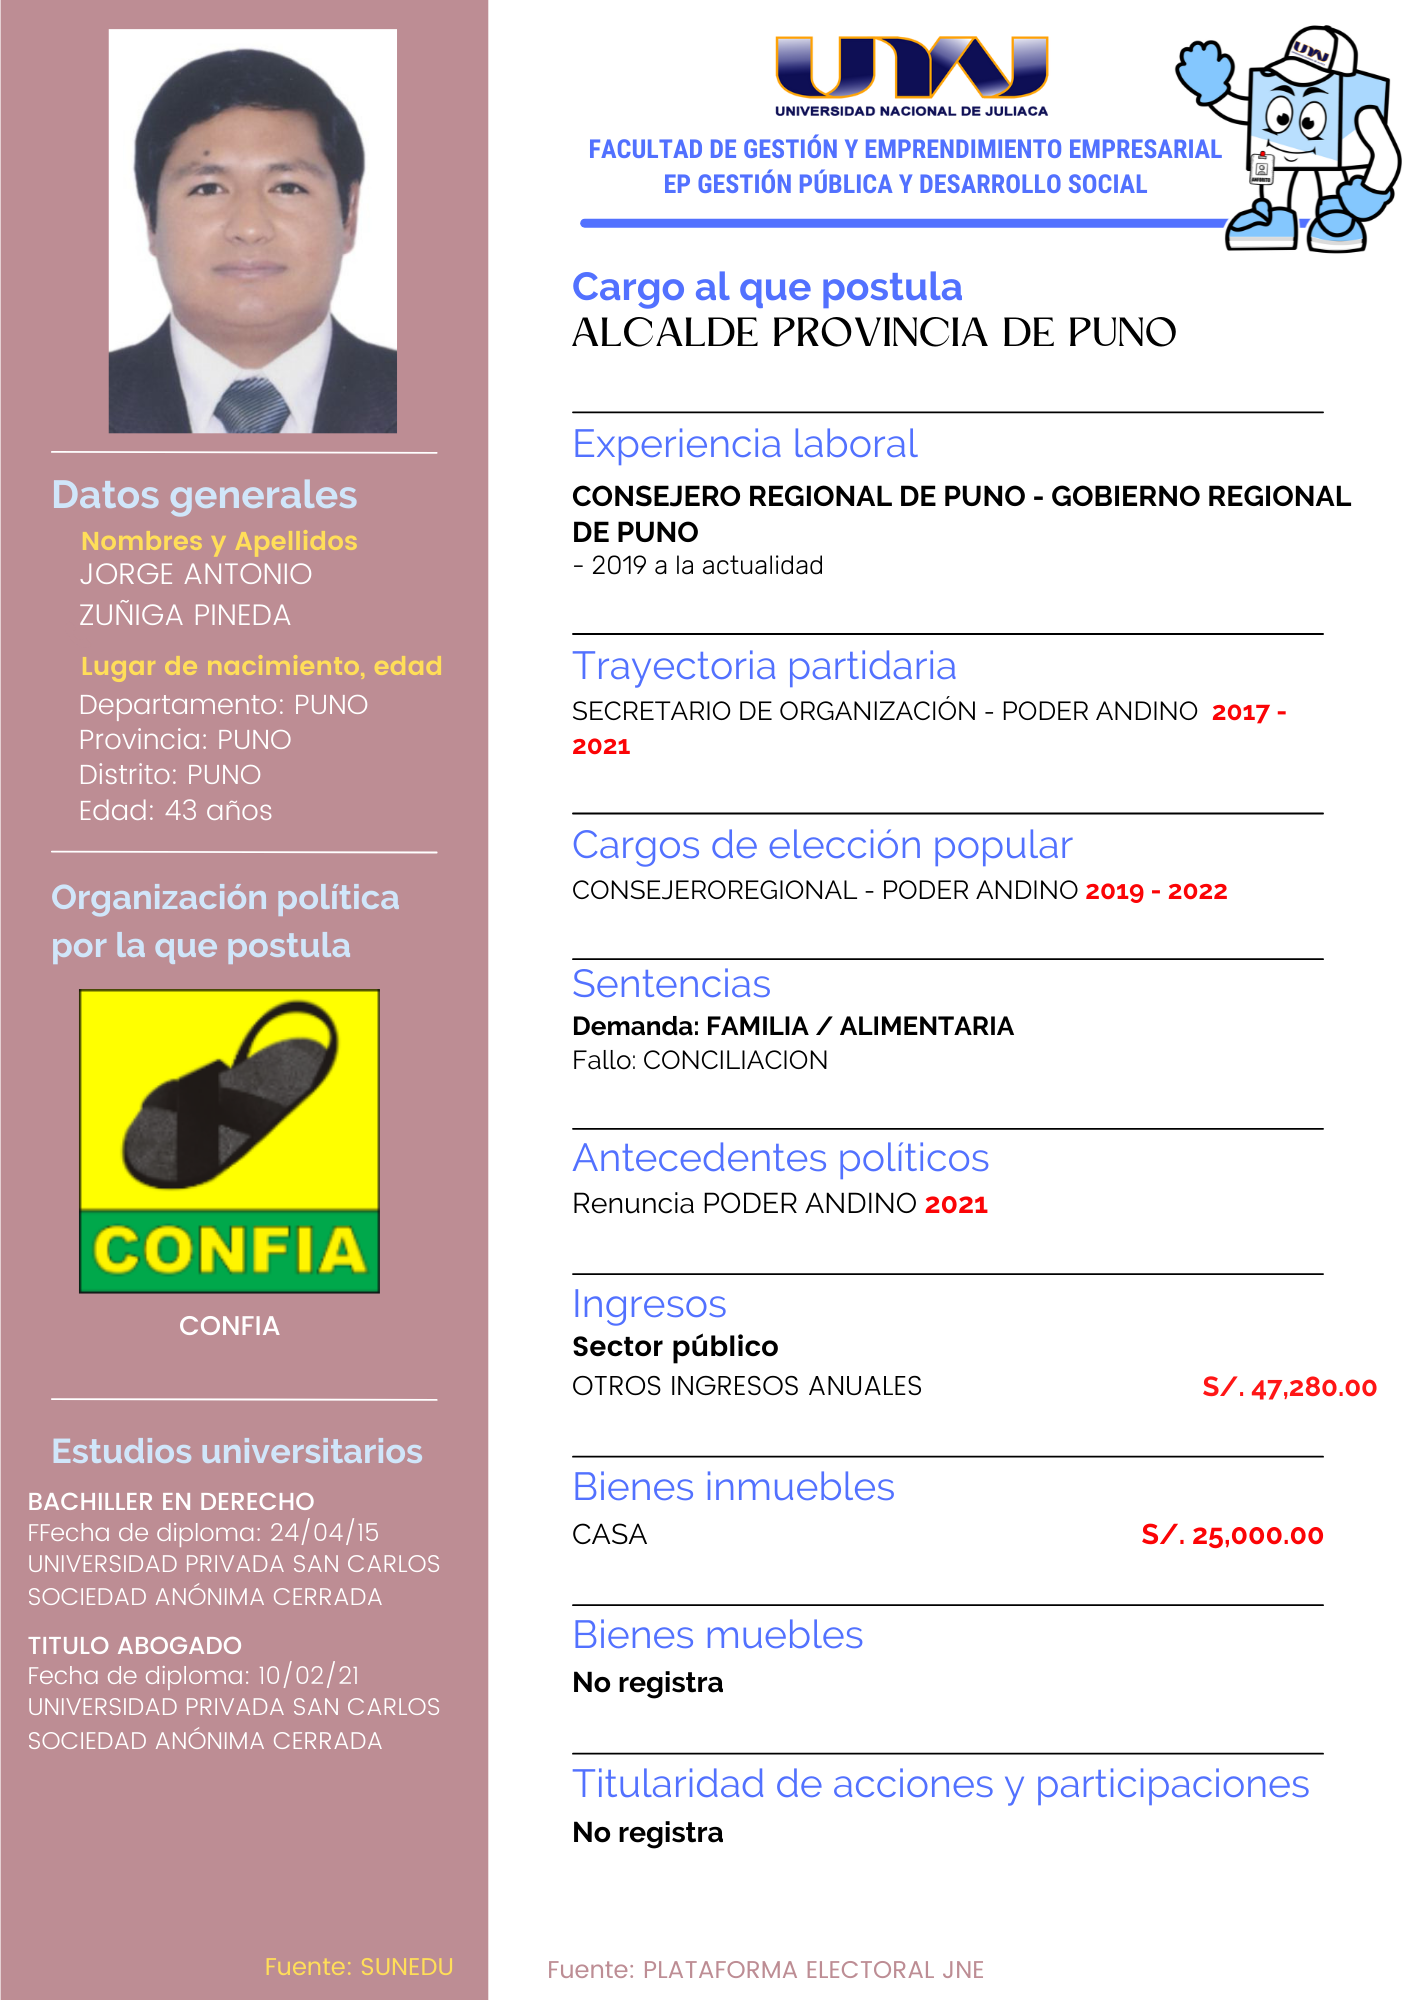 UNAJ
UNIVERSIDAD NACIONAL DE JULIACA
FACULTAD DE GESTIÓN Y EMPRENDIMIENTO EMPRESARIAL
EP GESTIÓN PÚBLICA Y DESARROLLO SOCIAL
UNAJ
Datos generales
Nombres y Apellidos
JORGE ANTONIO
ZUÑIGA PINEDA
Lugar de nacimiento, edad
Departamento: PUNO
Provincia: PUNO
Distrito: PUNO
Edad: 43 años
Organización política
por la que postula
CONFIA
CONFIA
Estudios universitarios
BACHILLER EN DERECHO
FFecha de diploma: 24/04/15
UNIVERSIDAD PRIVADA SAN CARLOS
SOCIEDAD ANÓNIMA CERRADA
TITULO ABOGADO
Fecha de diploma: 10/02/21
UNIVERSIDAD PRIVADA SAN CARLOS
SOCIEDAD ANÓNIMA CERRADA
Fuente: SUNEDU
Cargo al que postula
ALCALDE PROVINCIA DE PUNO
Experiencia laboral
CONSEJERO REGIONAL DE PUNO - GOBIERNO REGIONAL
DE PUNO
- 2019 a la actualidad
Trayectoria partidaria
SECRETARIO DE ORGANIZACIÓN - PODER ANDINO 2017 -
2021
Cargos de elección popular
CONSEJEROREGIONAL - PODER ANDINO 2019 - 2022
Sentencias
Demanda: FAMILIA / ALIMENTARIA
Fallo: CONCILIACION
Antecedentes políticos
Renuncia PODER ANDINO 2021
Ingresos
Sector público
OTROS INGRESOS ANUALES S/. 47,280.00
Bienes inmuebles
CASA S/. 25,000.00
Bienes muebles
No registra
Titularidad de acciones y participaciones
No registra
Fuente: PLATAFORMA ELECTORAL JNE